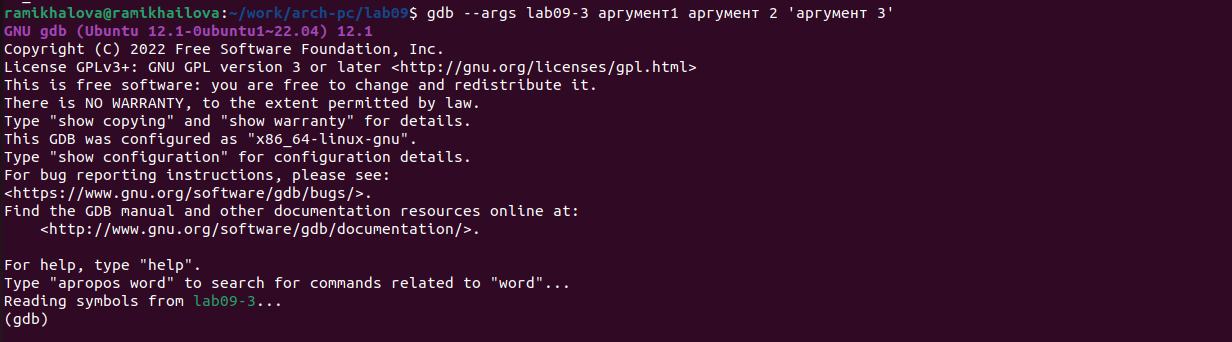 ramikhalova@ramikhailova:~/work/arch-pc/lab09$ gdb --args lab09-3 аргумент1 аргумент 2 'аргумент 3'
GNU gdb (Ubuntu 12.1-0ubuntu1~22.04) 12.1
Copyright (C) 2022 Free Software Foundation, Inc.
License GPLv3+: GNU GPL version 3 or later <http://gnu.org/licenses/gpl.html>
This is free software: you are free to change and redistribute it.
There is NO WARRANTY, to the extent permitted by law.
Type "show copying" and "show warranty" for details.
This GDB was configured as "x86_64-linux-gnu".
Type "show configuration" for configuration details.
For bug reporting instructions, please see:
<https://www.gnu.org/software/gdb/bugs/>.
Find the GDB manual and other documentation resources online at:
    <http://www.gnu.org/software/gdb/documentation/>.

For help, type "help".
Type "apropos word" to search for commands related to "word"...
Reading symbols from lab09-3...
(gdb)